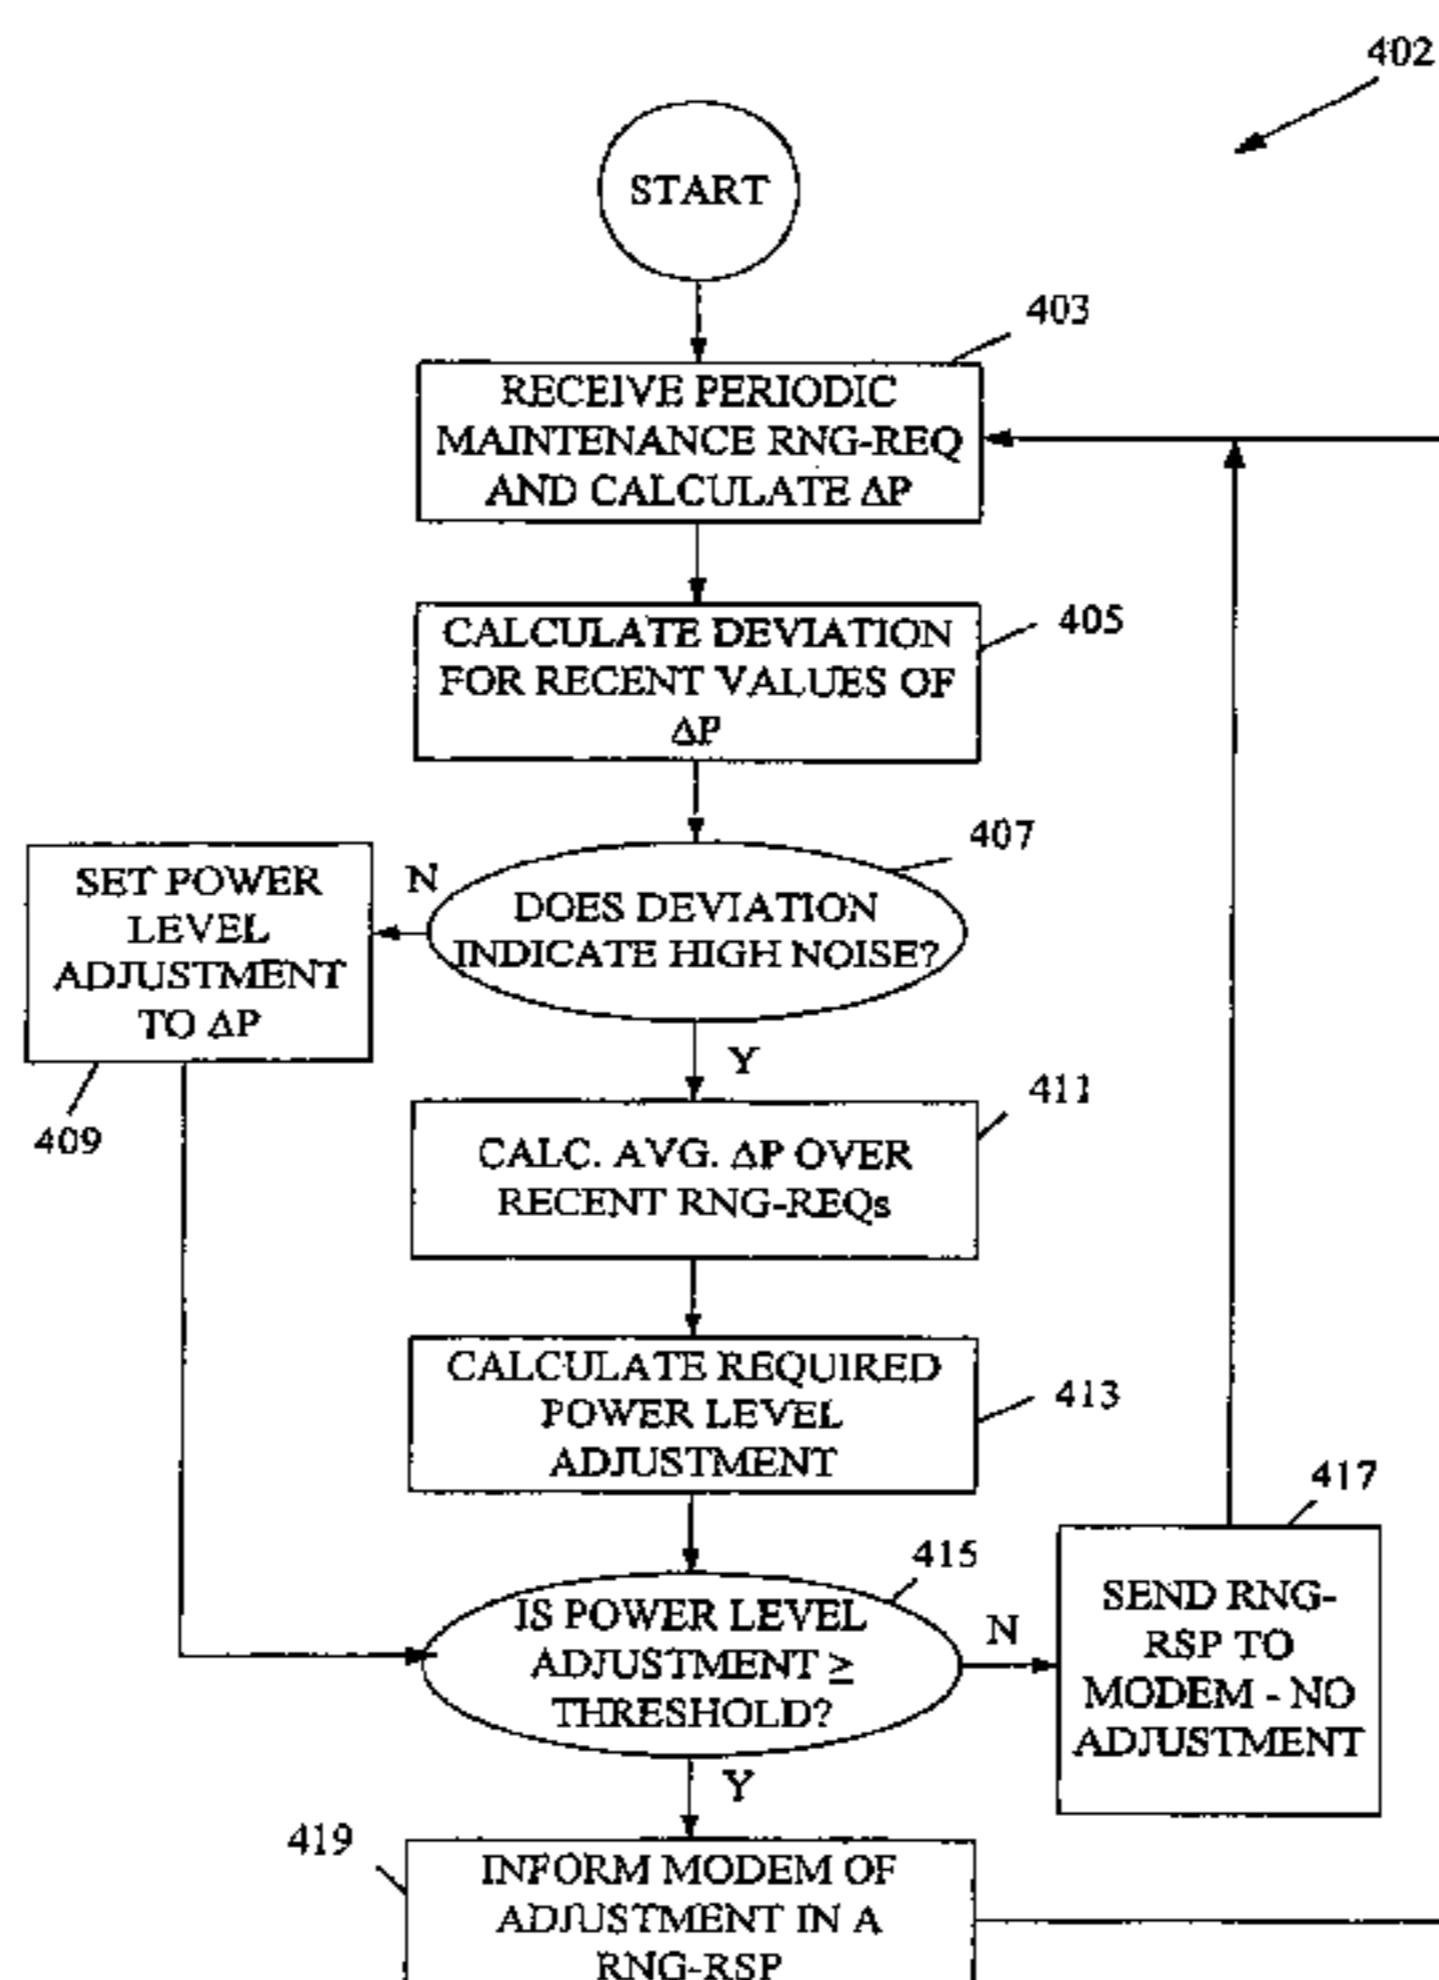 402
START
403
RECEIVE PERIODIC
MAINTENANCE RNG-REQ
AND CALCULATE ΔP
405
CALCULATE DEVIATION
FOR RECENT VALUES OF
ΔP
407
DOES DEVIATION
INDICATE HIGH NOISE?
N
SET POWER
LEVEL
ADJUSTMENT
TO ΔP
409
Y
411
CALC. AVG. ΔP OVER
RECENT RNG-REQs
413
CALCULATE REQUIRED
POWER LEVEL
ADJUSTMENT
415
IS POWER LEVEL
ADJUSTMENT ≥
THRESHOLD?
N
417
SEND RNG-
RSP TO
MODEM - NO
ADJUSTMENT
Y
419
INFORM MODEM OF
ADJUSTMENT IN A
RNG-RSP